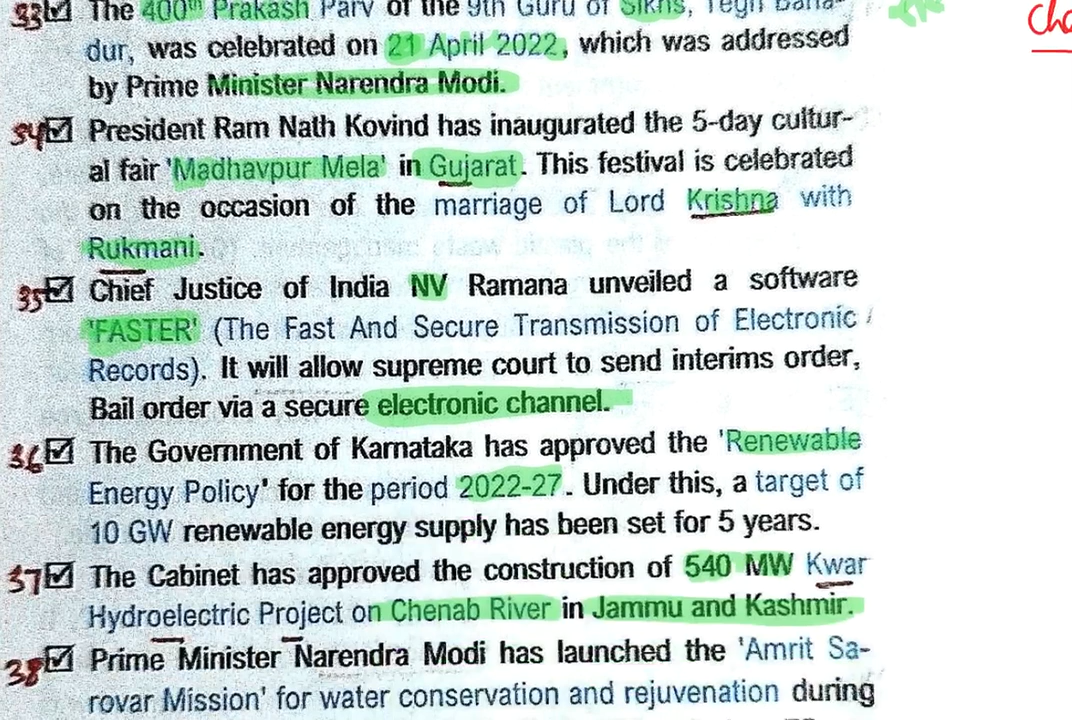 33 The 400th Prakash Parv of the 9th Guru of Sikhs, Tegh Baha-
dur, was celebrated on 21 April 2022, which was addressed
by Prime Minister Narendra Modi.
34 President Ram Nath Kovind has inaugurated the 5-day cultur-
al fair 'Madhavpur Mela' in Gujarat. This festival is celebrated
on the occasion of the marriage of Lord Krishna with
Rukmani.
35 Chief Justice of India NV Ramana unveiled a software
'FASTER' (The Fast And Secure Transmission of Electronic
Records). It will allow supreme court to send interims order,
Bail order via a secure electronic channel.
36 The Government of Karnataka has approved the 'Renewable
Energy Policy' for the period 2022-27. Under this, a target of
10 GW renewable energy supply has been set for 5 years.
37 The Cabinet has approved the construction of 540 MW Kwar
Hydroelectric Project on Chenab River in Jammu and Kashmir.
38 Prime Minister Narendra Modi has launched the 'Amrit Sa-
rovar Mission' for water conservation and rejuvenation during